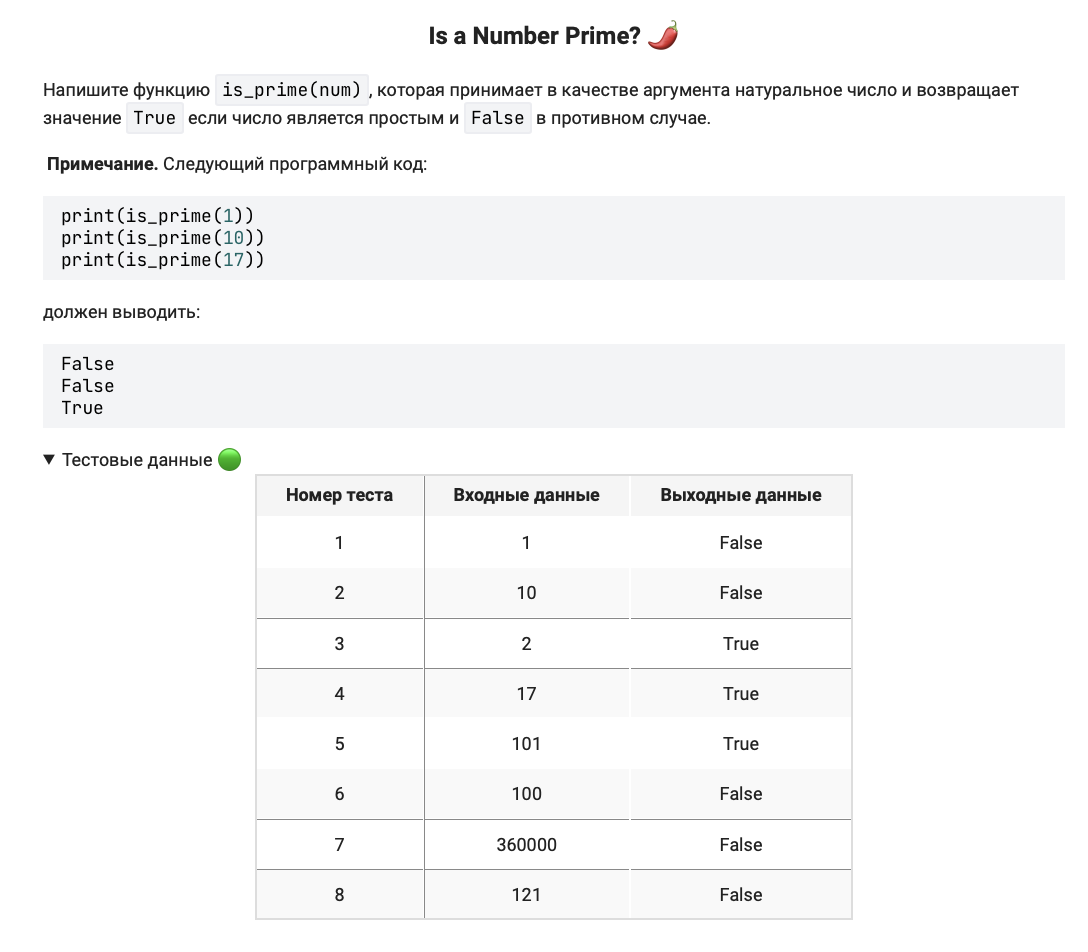 Is a Number Prime? 🌶️
Напишите функцию is_prime(num), которая принимает в качестве аргумента натуральное число и возвращает
значение True если число является простым и False в противном случае.
Примечание. Следующий программный код:
print(is_prime(1))
print(is_prime(10))
print(is_prime(17))
должен выводить:
False
False
True
▼ Тестовые данные 🟢
Номер теста Входные данные Выходные данные
1 1 False
2 10 False
3 2 True
4 17 True
5 101 True
6 100 False
7 360000 False
8 121 False